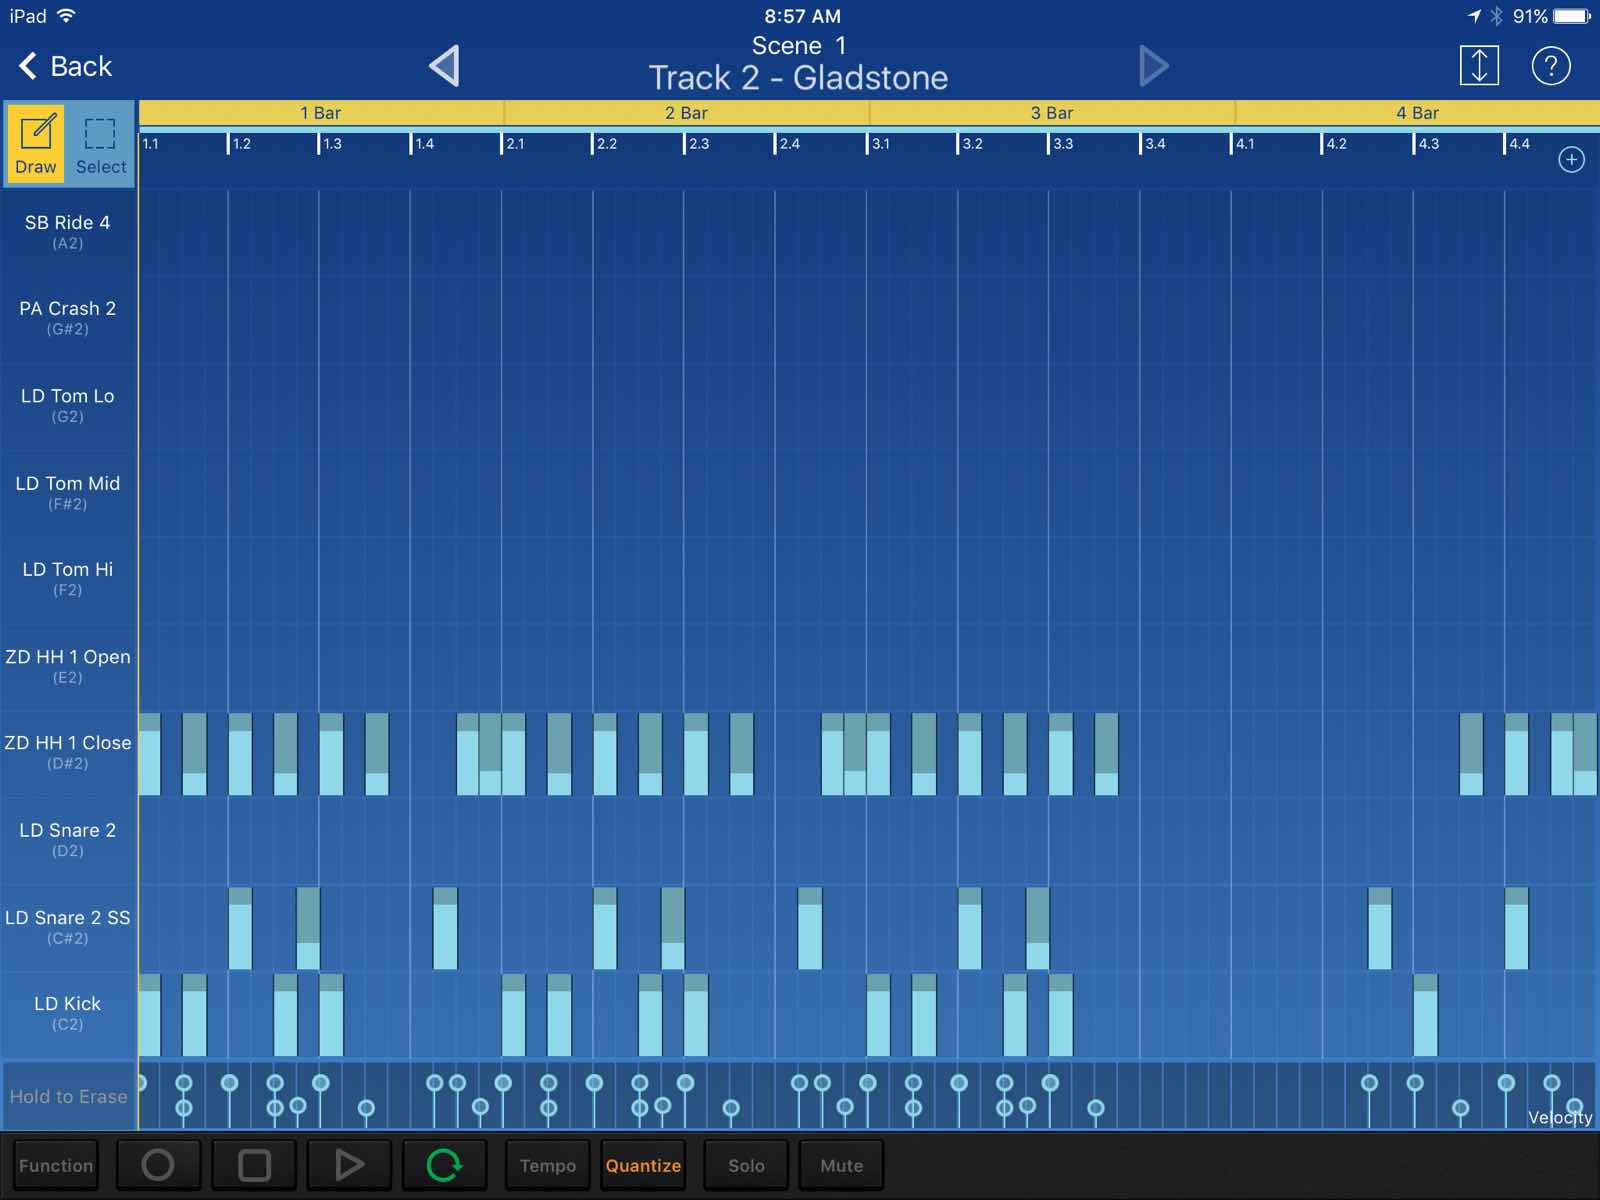 iPad 8:57 AM 91%
Back
Scene 1
Track 2 - Gladstone
?
Draw
Select
1 Bar 2 Bar 3 Bar 4 Bar
1.1 1.2 1.3 1.4 2.1 2.2 2.3 2.4 3.1 3.2 3.3 3.4 4.1 4.2 4.3 4.4
SB Ride 4
(A2)
PA Crash 2
(G#2)
LD Tom Lo
(G2)
LD Tom Mid
(F#2)
LD Tom Hi
(F2)
ZD HH 1 Open
(E2)
ZD HH 1 Close
(D#2)
LD Snare 2
(D2)
LD Snare 2 SS
(C#2)
LD Kick
(C2)
Hold to Erase
Velocity
Function Tempo Quantize Solo Mute